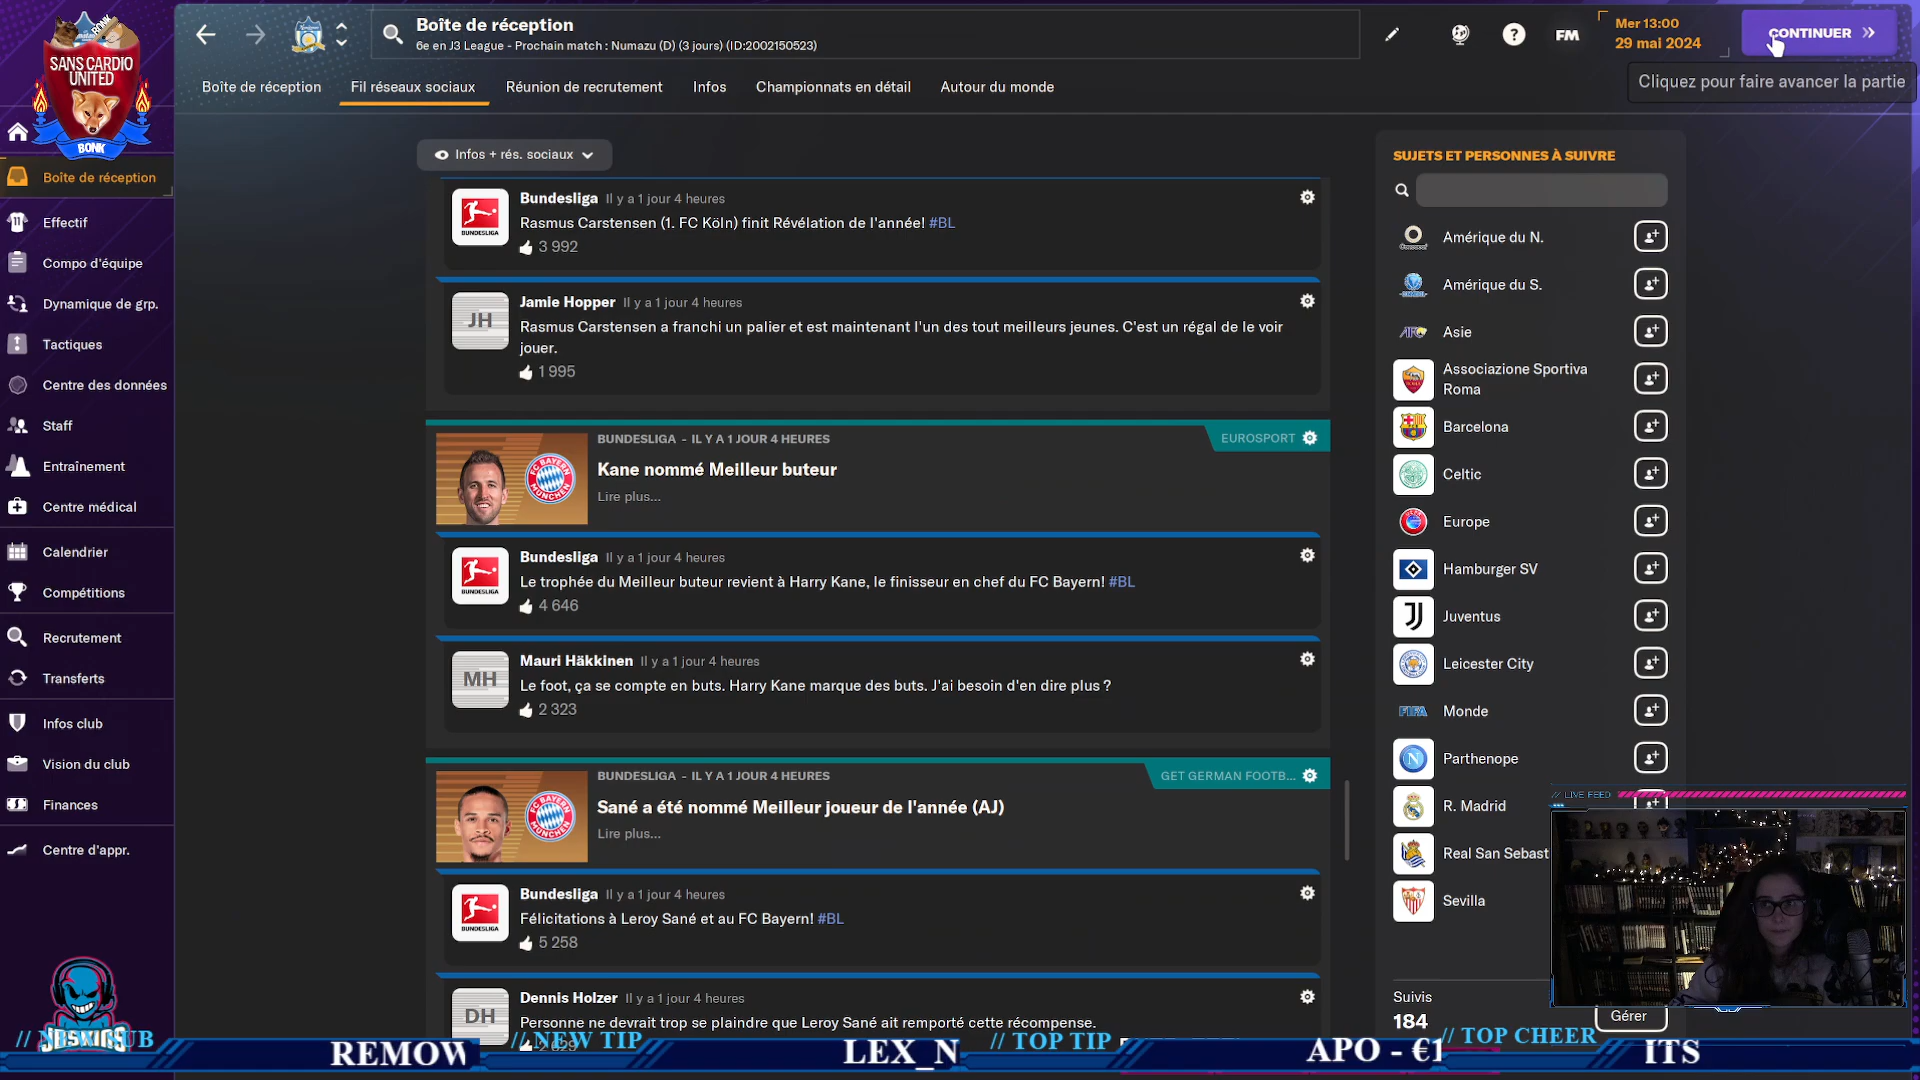 Boîte de réception
6e en J3 League - Prochain match : Numazu (D) (3 jours) (ID:2002150523)
FM
Mer 13:00
29 mai 2024
CONTINUER
Cliquez pour faire avancer la partie
Boîte de réception
Fil réseaux sociaux
Réunion de recrutement
Infos
Championnats en détail
Autour du monde
BONK
SANS CARDIO
UNITED
BONK
Boîte de réception
Effectif
Compo d'équipe
Dynamique de grp.
Tactiques
Centre des données
Staff
Entraînement
Centre médical
Calendrier
Compétitions
Recrutement
Transferts
Infos club
Vision du club
Finances
Centre d'appr.
Infos + rés. sociaux
BUNDESLIGA
Bundesliga Il y a 1 jour 4 heures
Rasmus Carstensen (1. FC Köln) finit Révélation de l'année! #BL
3 992
JH
Jamie Hopper Il y a 1 jour 4 heures
Rasmus Carstensen a franchi un palier et est maintenant l'un des tout meilleurs jeunes. C'est un régal de le voir
jouer.
1 995
BUNDESLIGA - IL Y A 1 JOUR 4 HEURES
EUROSPORT
Kane nommé Meilleur buteur
Lire plus...
BUNDESLIGA
Bundesliga Il y a 1 jour 4 heures
Le trophée du Meilleur buteur revient à Harry Kane, le finisseur en chef du FC Bayern! #BL
4 646
MH
Mauri Häkkinen Il y a 1 jour 4 heures
Le foot, ça se compte en buts. Harry Kane marque des buts. J'ai besoin d'en dire plus ?
2 323
BUNDESLIGA - IL Y A 1 JOUR 4 HEURES
GET GERMAN FOOTB...
Sané a été nommé Meilleur joueur de l'année (AJ)
Lire plus...
BUNDESLIGA
Bundesliga Il y a 1 jour 4 heures
Félicitations à Leroy Sané et au FC Bayern! #BL
5 258
DH
Dennis Holzer Il y a 1 jour 4 heures
Personne ne devrait trop se plaindre que Leroy Sané ait remporté cette récompense.
2 629
SUJETS ET PERSONNES À SUIVRE
Amérique du N.
Amérique du S.
Asie
Associazione Sportiva
Roma
Barcelona
Celtic
Europe
Hamburger SV
Juventus
Leicester City
FIFA
Monde
Parthenope
R. Madrid
Real San Sebast
Sevilla
// LIVE FEED
Suivis
184
Gérer
// NEW SUB
REMOW
// NEW TIP
LEX_N
// TOP TIP
APO - €1
// TOP CHEER
ITS